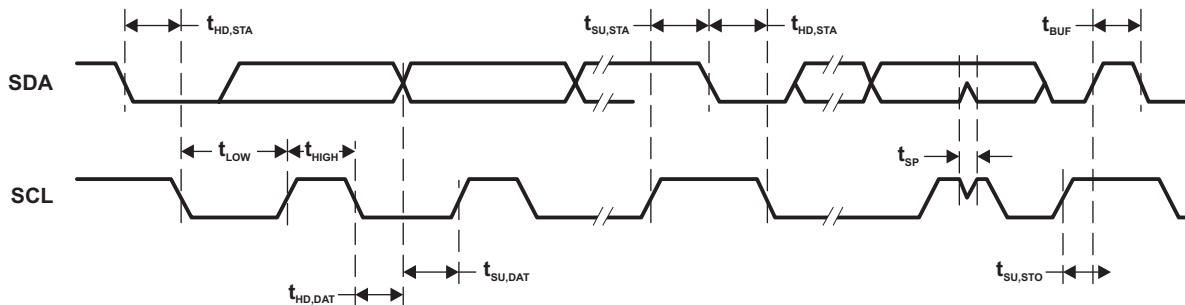 tHD,STA
tSU,STA
tHD,STA
tBUF
SDA
tLOW
tHIGH
tSP
SCL
tSU,DAT
tSU,STO
tHD,DAT